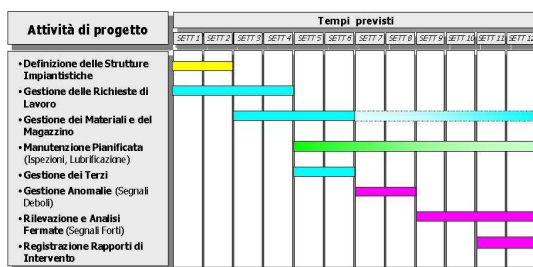 Attività di progetto
Tempi previsti
SETT 1 SETT 2 SETT 3 SETT 4 SETT 5 SETT 6 SETT 7 SETT 8 SETT 9 SETT 10 SETT 11 SETT 12
• Definizione delle Strutture
Impiantistiche
• Gestione delle Richieste di
Lavoro
• Gestione dei Materiali e del
Magazzino
• Manutenzione Pianificata
(Ispezioni, Lubrificazione)
• Gestione dei Terzi
• Gestione Anomalie (Segnali
Deboli)
• Rilevazione e Analisi
Fermate (Segnali Forti)
• Registrazione Rapporti di
Intervento